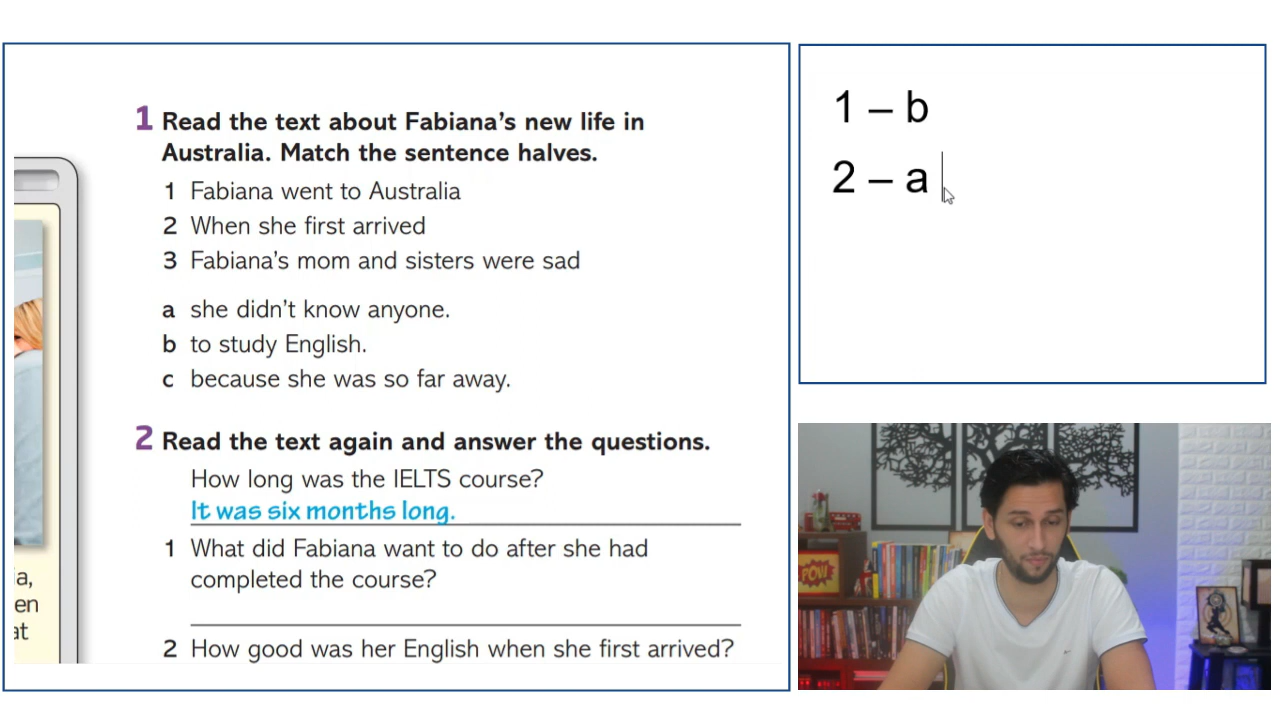 1 Read the text about Fabiana's new life in
Australia. Match the sentence halves.
1 Fabiana went to Australia
2 When she first arrived
3 Fabiana's mom and sisters were sad
a she didn't know anyone.
b to study English.
c because she was so far away.
2 Read the text again and answer the questions.
How long was the IELTS course?
It was six months long.
1 What did Fabiana want to do after she had
completed the course?
2 How good was her English when she first arrived?
a,
en
at
1 – b
2 – a
POW!